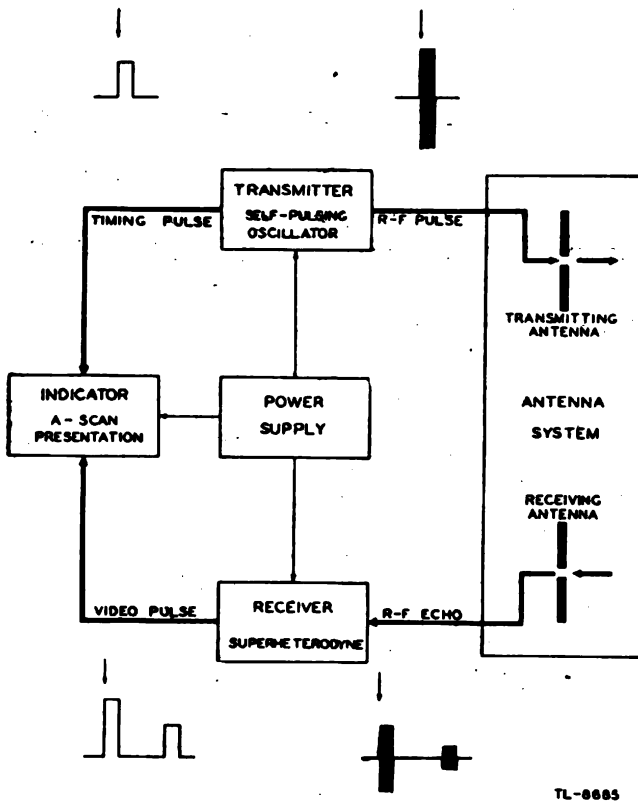 TRANSMITTER
SELF-PULSING
OSCILLATOR
TIMING PULSE
R-F PULSE
TRANSMITTING
ANTENNA
INDICATOR
A-SCAN
PRESENTATION
POWER
SUPPLY
ANTENNA
SYSTEM
RECEIVING
ANTENNA
VIDEO PULSE
RECEIVER
SUPERHETERODYNE
R-F ECHO
TL-8685